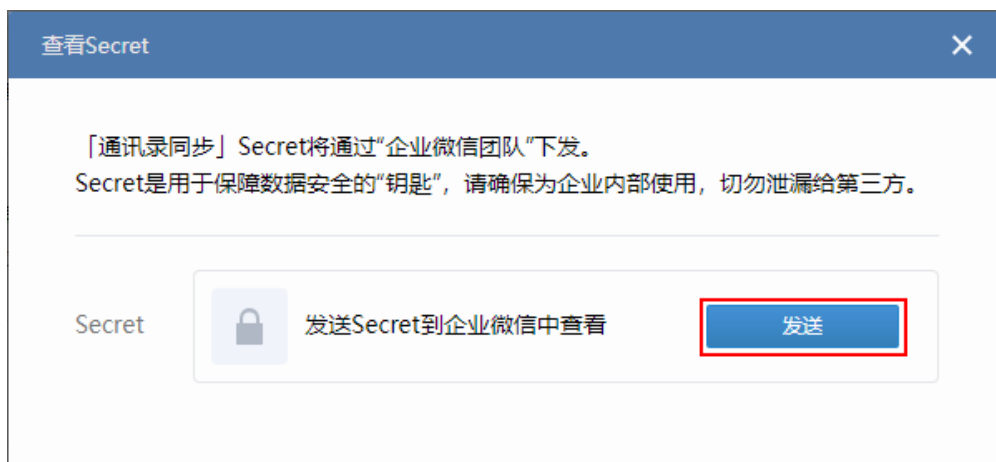 查看Secret
「通讯录同步」Secret将通过“企业微信团队”下发。
Secret是用于保障数据安全的“钥匙”，请确保为企业内部使用，切勿泄漏给第三方。
Secret
发送Secret到企业微信中查看
发送